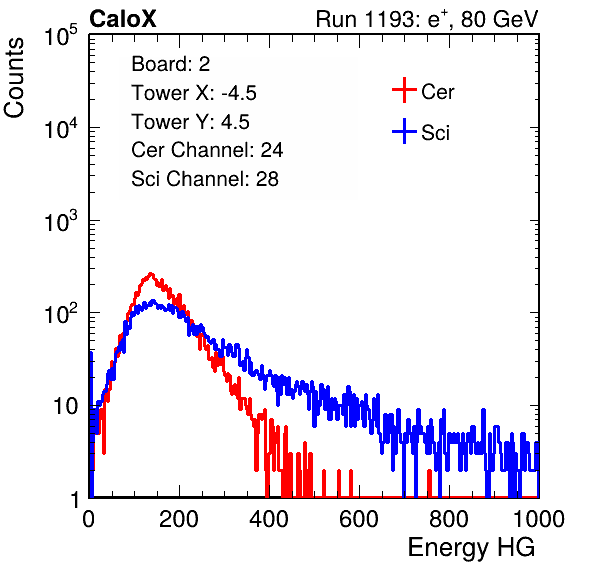 CaloX Run 1193: e⁺, 80 GeV
Counts
10⁵
10⁴
10³
10²
10
1
Board: 2
Tower X: -4.5
Tower Y: 4.5
Cer Channel: 24
Sci Channel: 28
Cer
Sci
0 200 400 600 800 1000
Energy HG